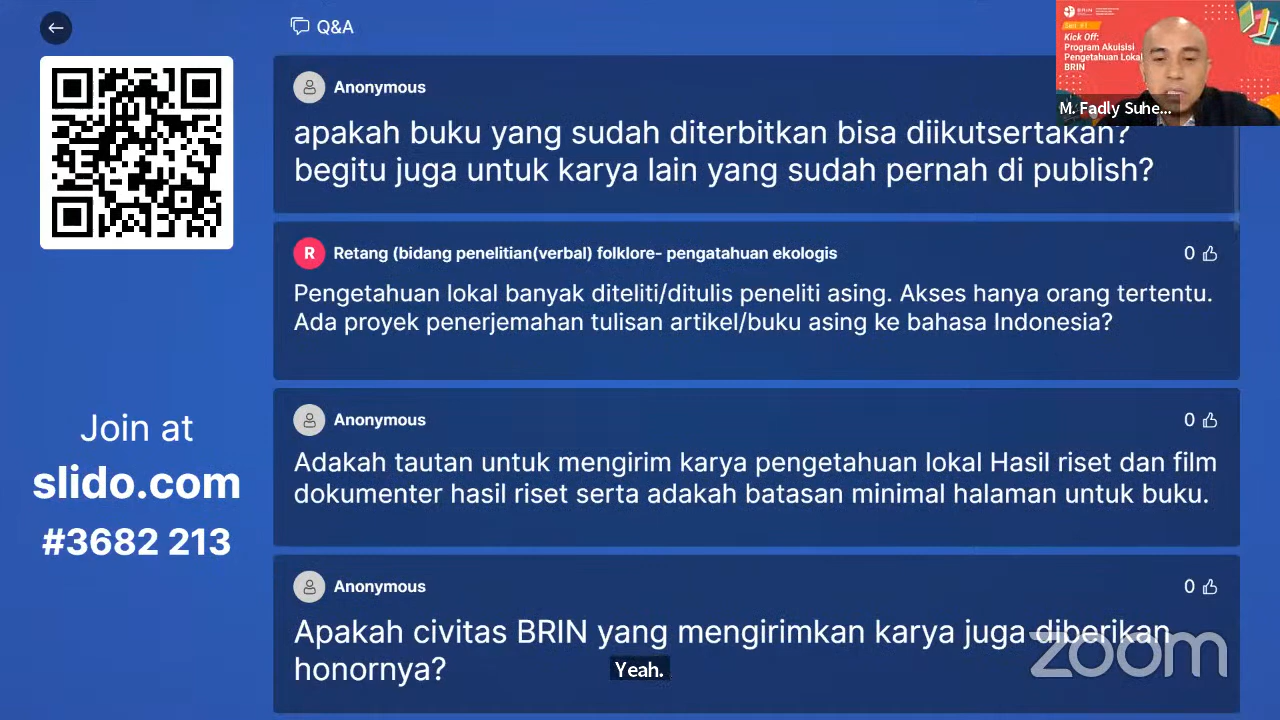 Q&A
Anonymous
apakah buku yang sudah diterbitkan bisa diikutsertakan?
begitu juga untuk karya lain yang sudah pernah di publish?
Retang (bidang penelitian(verbal) folklore- pengatahuan ekologis
0
Pengetahuan lokal banyak diteliti/ditulis peneliti asing. Akses hanya orang tertentu.
Ada proyek penerjemahan tulisan artikel/buku asing ke bahasa Indonesia?
Anonymous
0
Adakah tautan untuk mengirim karya pengetahuan lokal Hasil riset dan film
dokumenter hasil riset serta adakah batasan minimal halaman untuk buku.
Anonymous
0
Apakah civitas BRIN yang mengirimkan karya juga diberikan
honornya?
Join at
slido.com
#3682 213
R
BRIN
Kick Off:
Program Akuisisi
Pengetahuan Lokal
BRIN
M. Fadly Suhe...
Yeah.
zoom